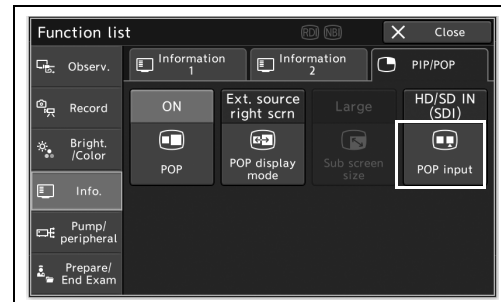 Function list
RDI NBI
Close
Observ.
Information
1
Information
2
PIP/POP
Record
ON
Ext. source
right scrn
Large
HD/SD IN
(SDI)
Bright.
/Color
POP
POP display
mode
Sub screen
size
POP input
Info.
Pump/
peripheral
Prepare/
End Exam